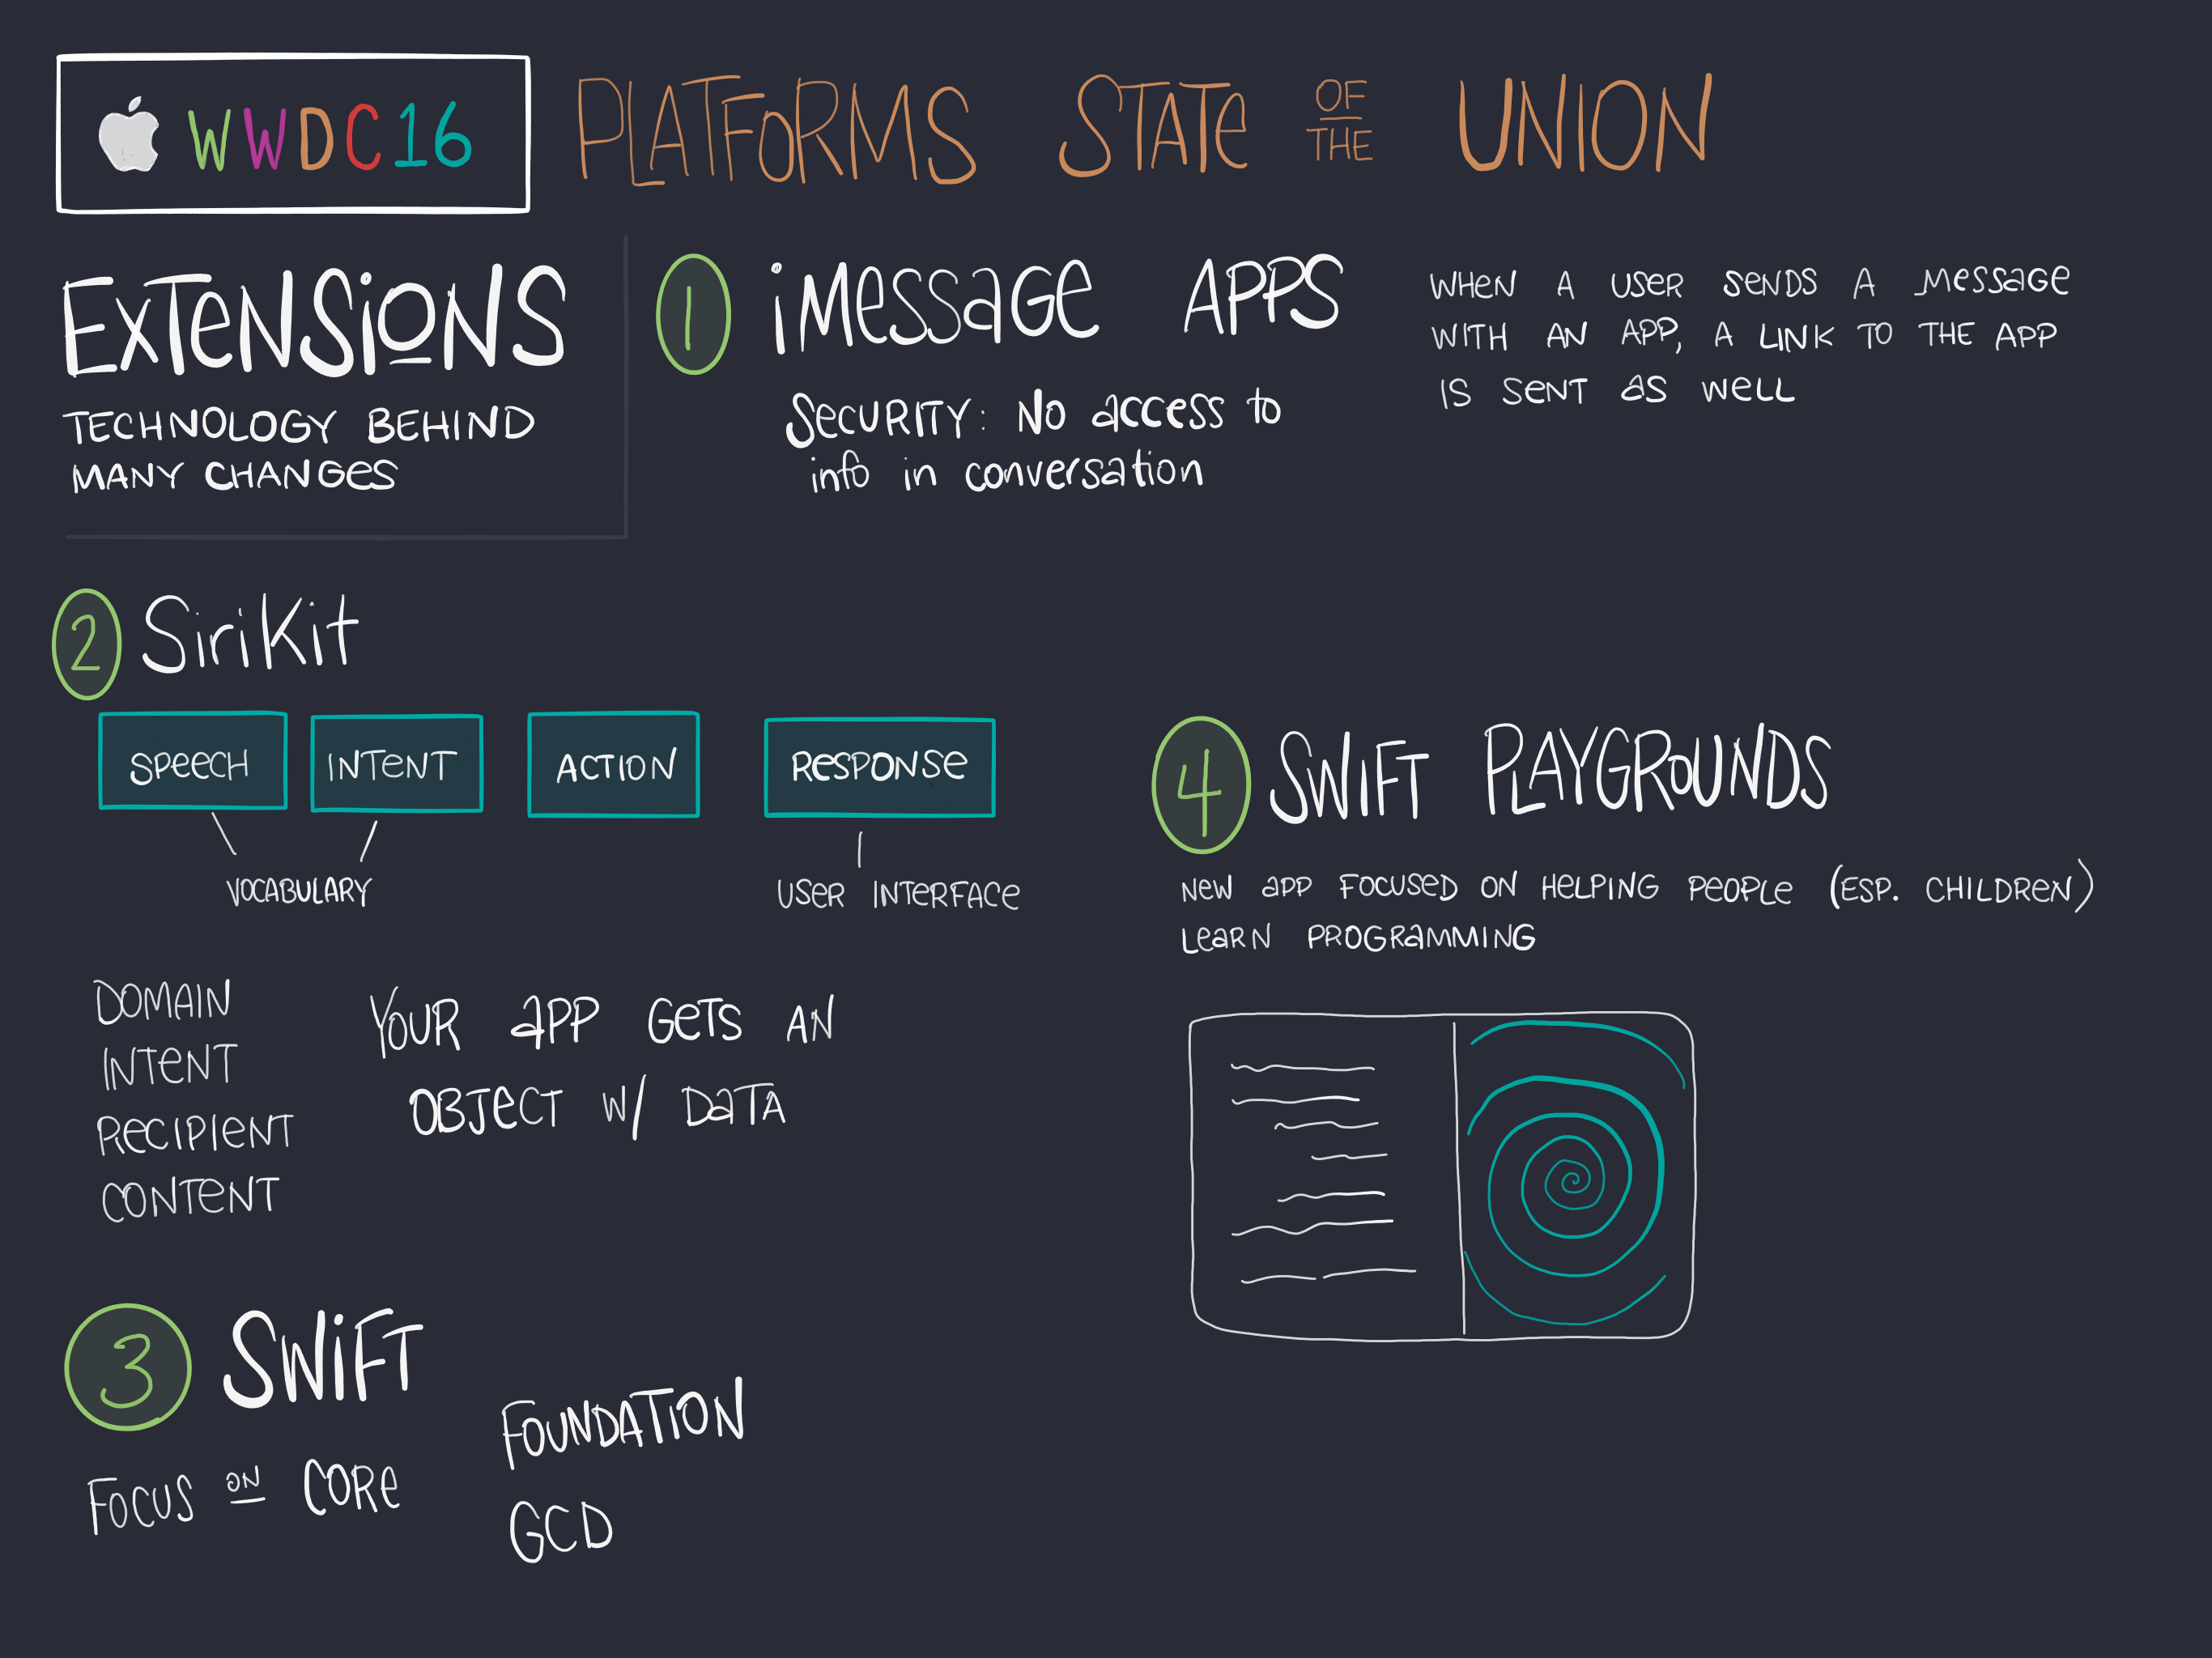 WWDC16
PLATFORMS STATE OF THE UNION
EXTENSIONS
TECHNOLOGY BEHIND
MANY CHANGES
1 iMESSAGE APPS
SECURITY: NO access to
info in conversation
WHEN A USER SENDS A MESSAGE
WITH AN APP, A LINK TO THE APP
IS SENT AS WELL
2 SiriKit
SPEECH INTENT ACTION RESPONSE
VOCABULARY USER INTERFACE
DOMAIN
INTENT
RECIPIENT
CONTENT
YOUR APP GETS AN
OBJECT W/ DATA
3 SWIFT
FOCUS ON CORE
FOUNDATION
GCD
4 SWIFT PLAYGROUNDS
NEW APP FOCUSED ON HELPING PEOPLE (ESP. CHILDREN)
LEARN PROGRAMMING